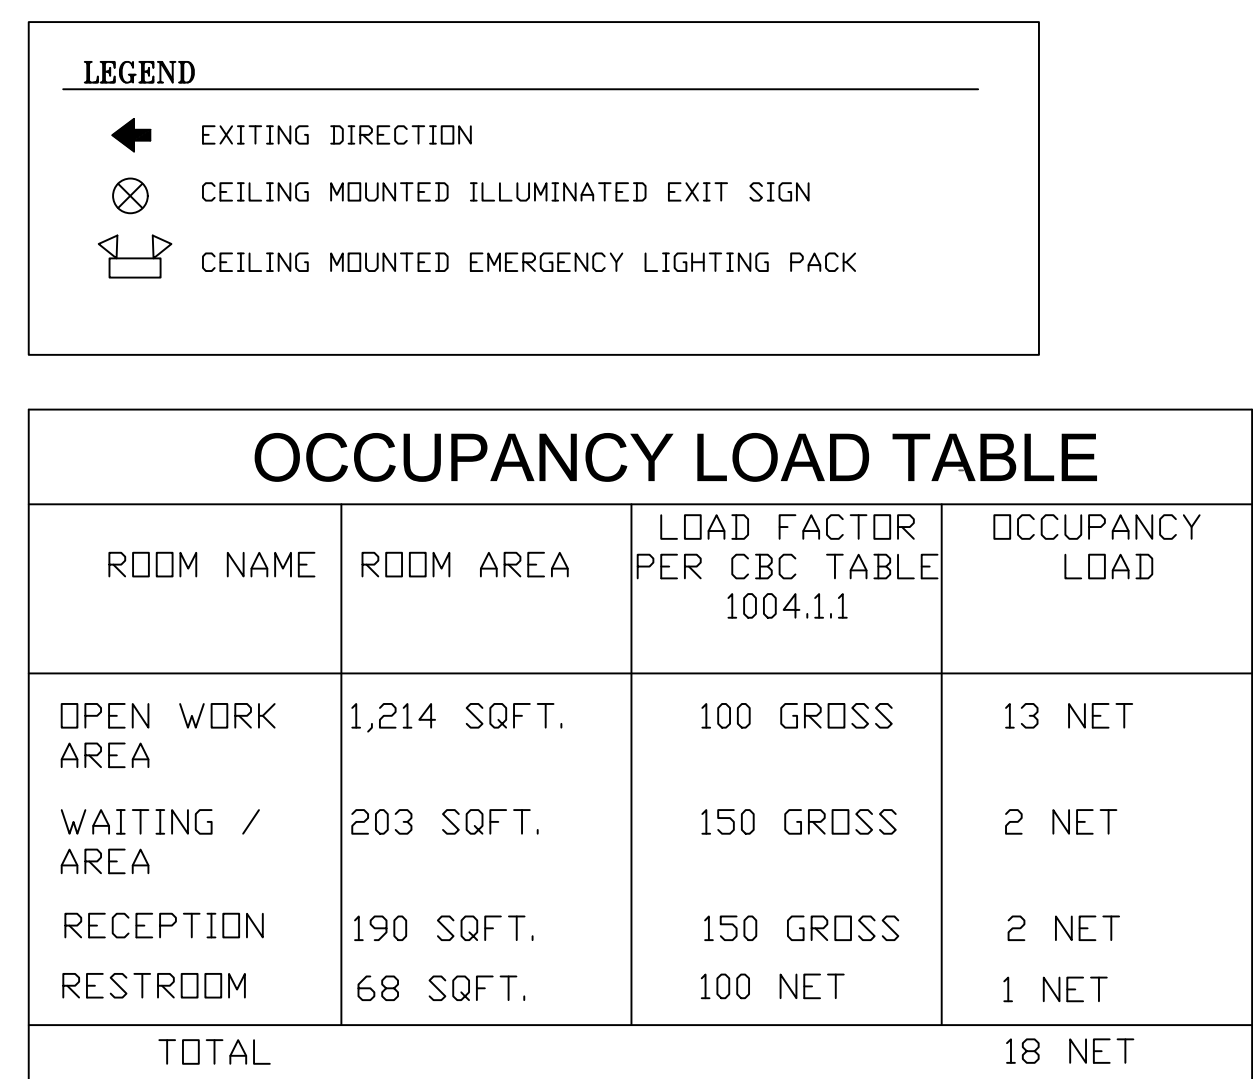 LEGEND
EXITING DIRECTION
CEILING MOUNTED ILLUMINATED EXIT SIGN
CEILING MOUNTED EMERGENCY LIGHTING PACK
OCCUPANCY LOAD TABLE
ROOM NAME
ROOM AREA
LOAD FACTOR
PER CBC TABLE
1004.1.1
OCCUPANCY
LOAD
OPEN WORK
AREA
1,214 SQFT.
100 GROSS
13 NET
WAITING /
AREA
203 SQFT.
150 GROSS
2 NET
RECEPTION
190 SQFT.
150 GROSS
2 NET
RESTROOM
68 SQFT.
100 NET
1 NET
TOTAL
18 NET